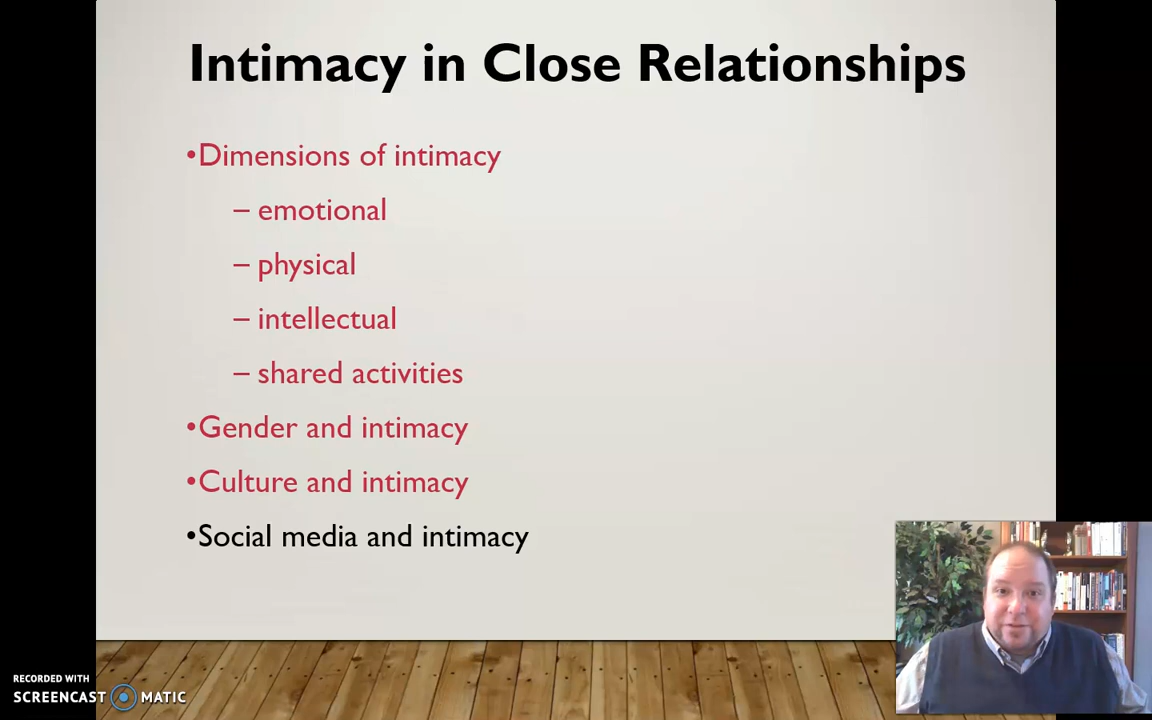 Intimacy in Close Relationships
•Dimensions of intimacy
– emotional
– physical
– intellectual
– shared activities
•Gender and intimacy
•Culture and intimacy
•Social media and intimacy
RECORDED WITH
SCREENCAST MATIC